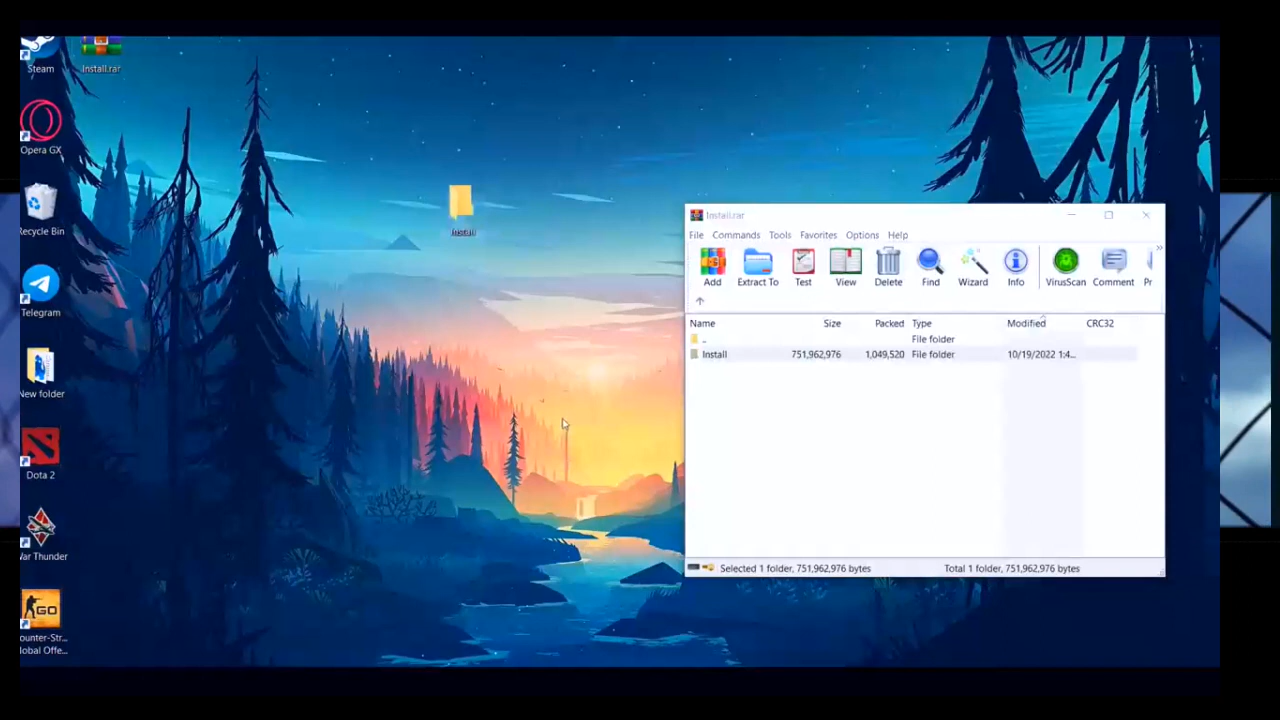 Steam
Install.rar
Opera GX
Recycle Bin
Telegram
New folder
Dota 2
War Thunder
GO
ounter-Str...
lobal Offe...
Install
Install.rar
File Commands Tools Favorites Options Help
Add Extract To Test View Delete Find Wizard Info VirusScan Comment Pr
Name Size Packed Type Modified CRC32
.. File folder
Install 751,962,976 1,049,520 File folder 10/19/2022 1:4...
Selected 1 folder, 751,962,976 bytes Total 1 folder, 751,962,976 bytes